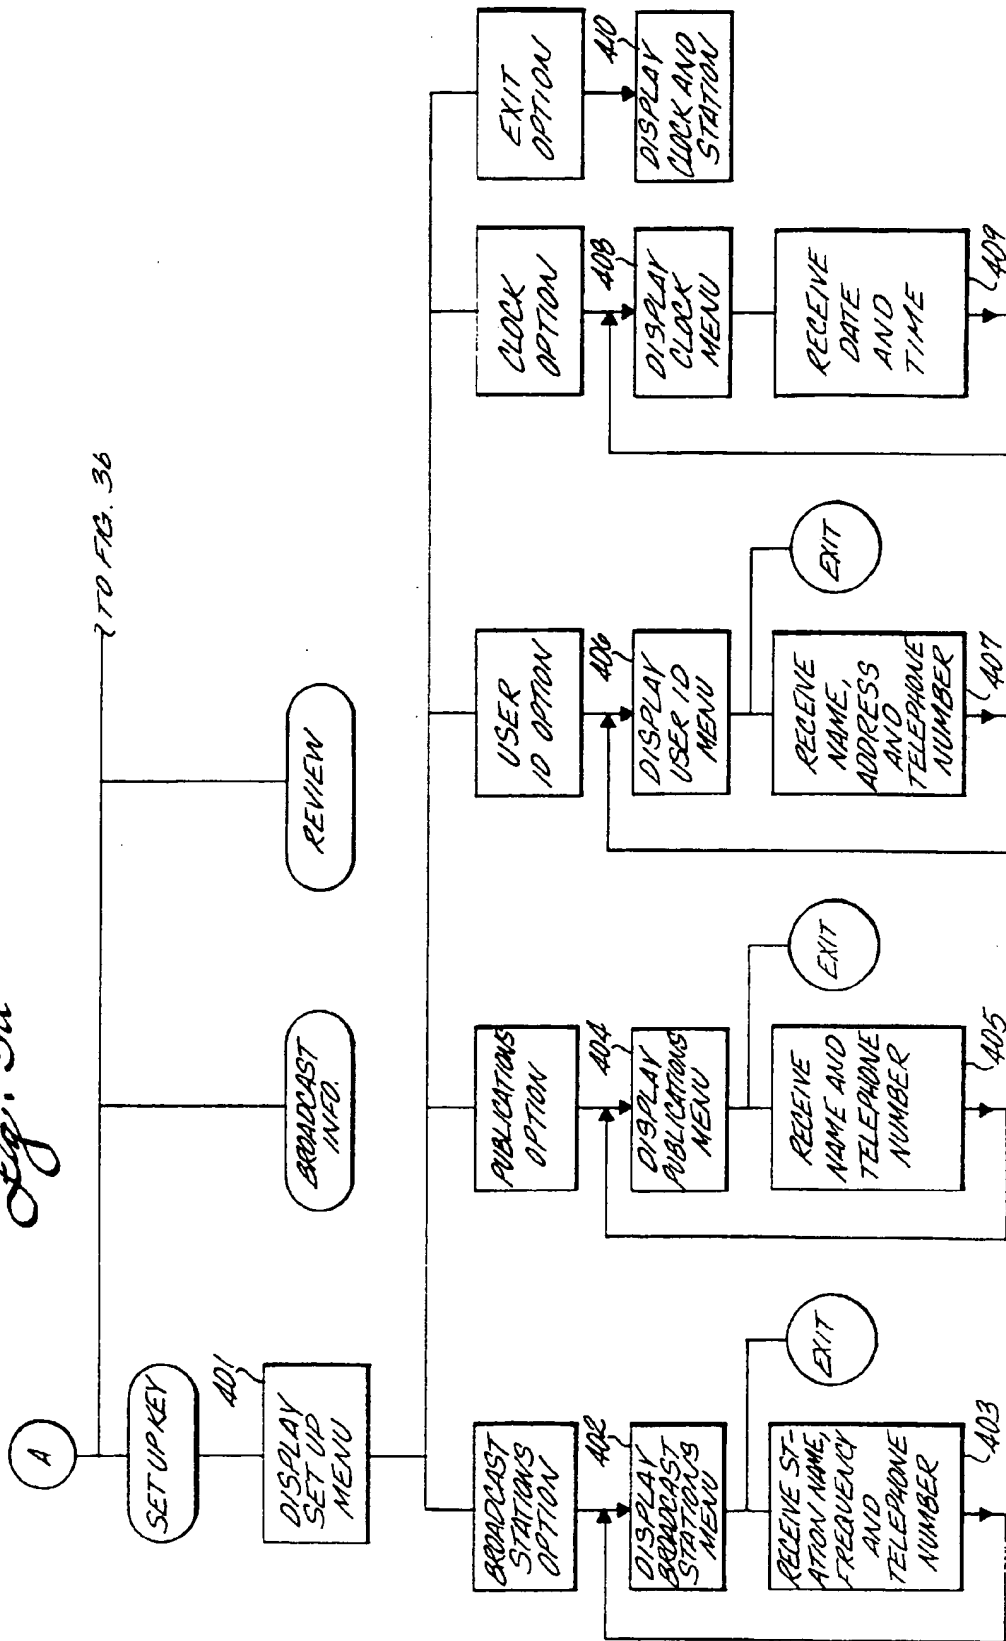 Fig. 3a
A
TO FIG. 3b
SET UP KEY
BROADCAST
INFO.
REVIEW
401
DISPLAY
SET UP
MENU
BROADCAST
STATIONS
OPTION
PUBLICATIONS
OPTION
USER
ID OPTION
CLOCK
OPTION
EXIT
OPTION
402
DISPLAY
BROADCAST
STATIONS
MENU
404
DISPLAY
PUBLICATIONS
MENU
406
DISPLAY
USER ID
MENU
408
DISPLAY
CLOCK
MENU
410
DISPLAY
CLOCK AND
STATION
EXIT
EXIT
EXIT
RECEIVE ST-
ATION NAME,
FREQUENCY
AND
TELEPHONE
NUMBER
403
RECEIVE
NAME AND
TELEPHONE
NUMBER
405
RECEIVE
NAME,
ADDRESS
AND
TELEPHONE
NUMBER
407
RECEIVE
DATE
AND
TIME
409